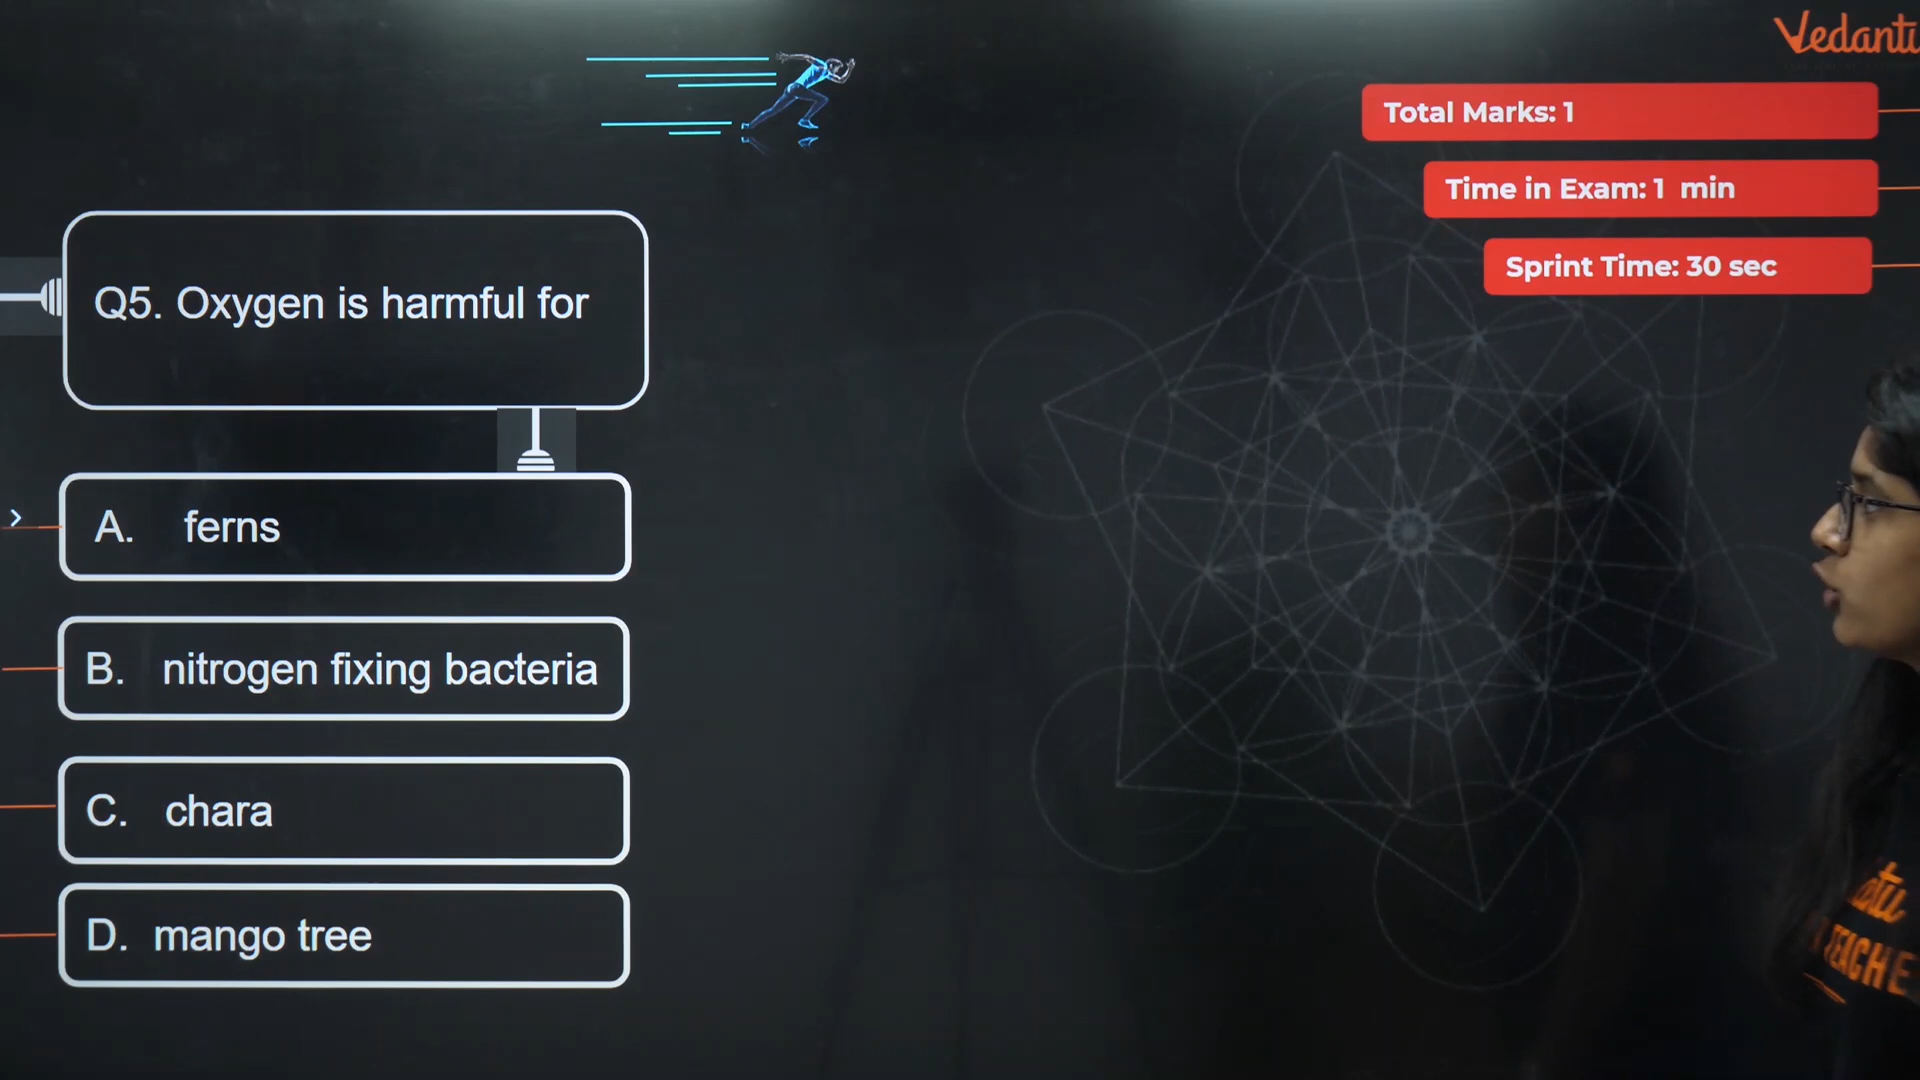 Vedantu
Total Marks: 1
Time in Exam: 1 min
Sprint Time: 30 sec
Q5. Oxygen is harmful for
A. ferns
B. nitrogen fixing bacteria
C. chara
D. mango tree
TEACHE